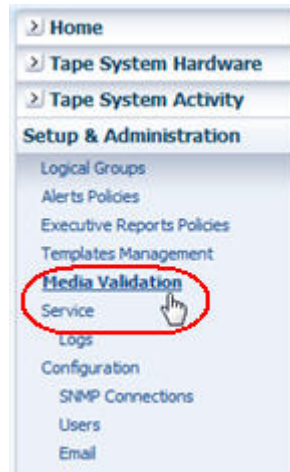 Home
Tape System Hardware
Tape System Activity
Setup & Administration
Logical Groups
Alerts Policies
Executive Reports Policies
Templates Management
Media Validation
Service
Logs
Configuration
SNMP Connections
Users
Email